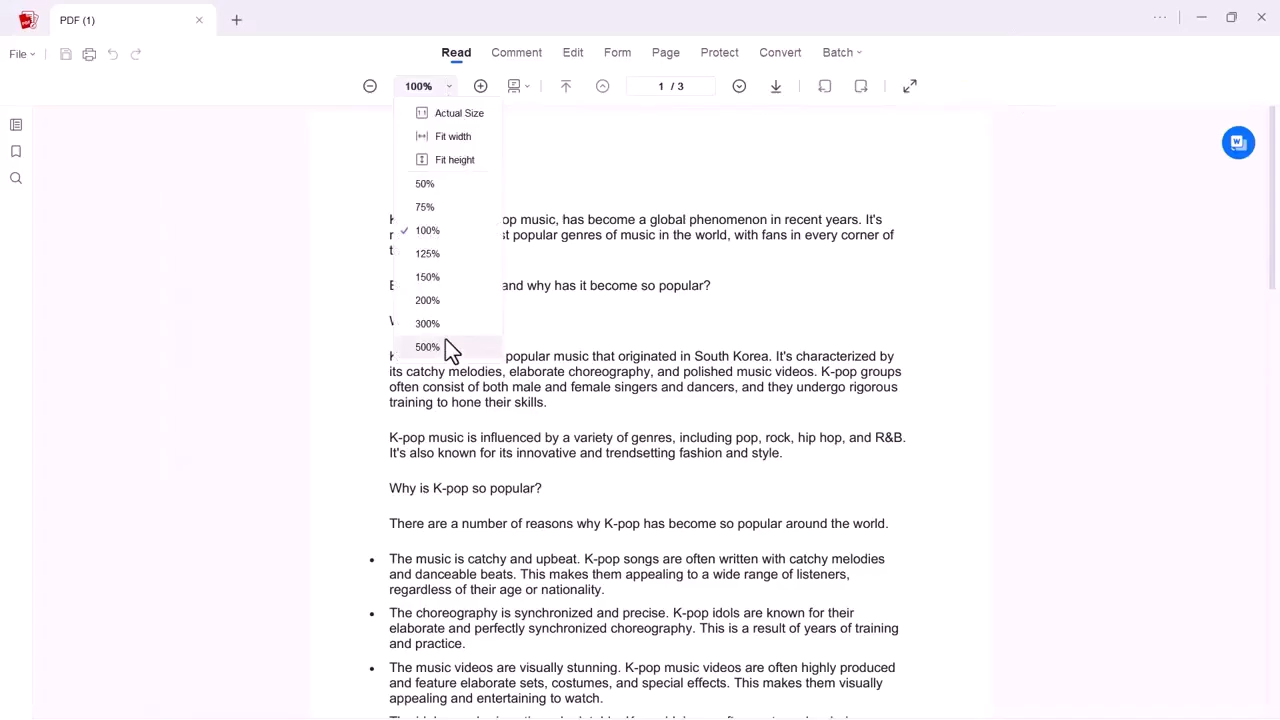 PDF (1)
File
Read
Comment
Edit
Form
Page
Protect
Convert
Batch
100%
1 / 3
Actual Size
Fit width
Fit height
50%
75%
100%
125%
150%
200%
300%
500%
op music, has become a global phenomenon in recent years. It's
st popular genres of music in the world, with fans in every corner of
and why has it become so popular?
popular music that originated in South Korea. It's characterized by
its catchy melodies, elaborate choreography, and polished music videos. K-pop groups
often consist of both male and female singers and dancers, and they undergo rigorous
training to hone their skills.
K-pop music is influenced by a variety of genres, including pop, rock, hip hop, and R&B.
It's also known for its innovative and trendsetting fashion and style.
Why is K-pop so popular?
There are a number of reasons why K-pop has become so popular around the world.
• The music is catchy and upbeat. K-pop songs are often written with catchy melodies
and danceable beats. This makes them appealing to a wide range of listeners,
regardless of their age or nationality.
• The choreography is synchronized and precise. K-pop idols are known for their
elaborate and perfectly synchronized choreography. This is a result of years of training
and practice.
• The music videos are visually stunning. K-pop music videos are often highly produced
and feature elaborate sets, costumes, and special effects. This makes them visually
appealing and entertaining to watch.